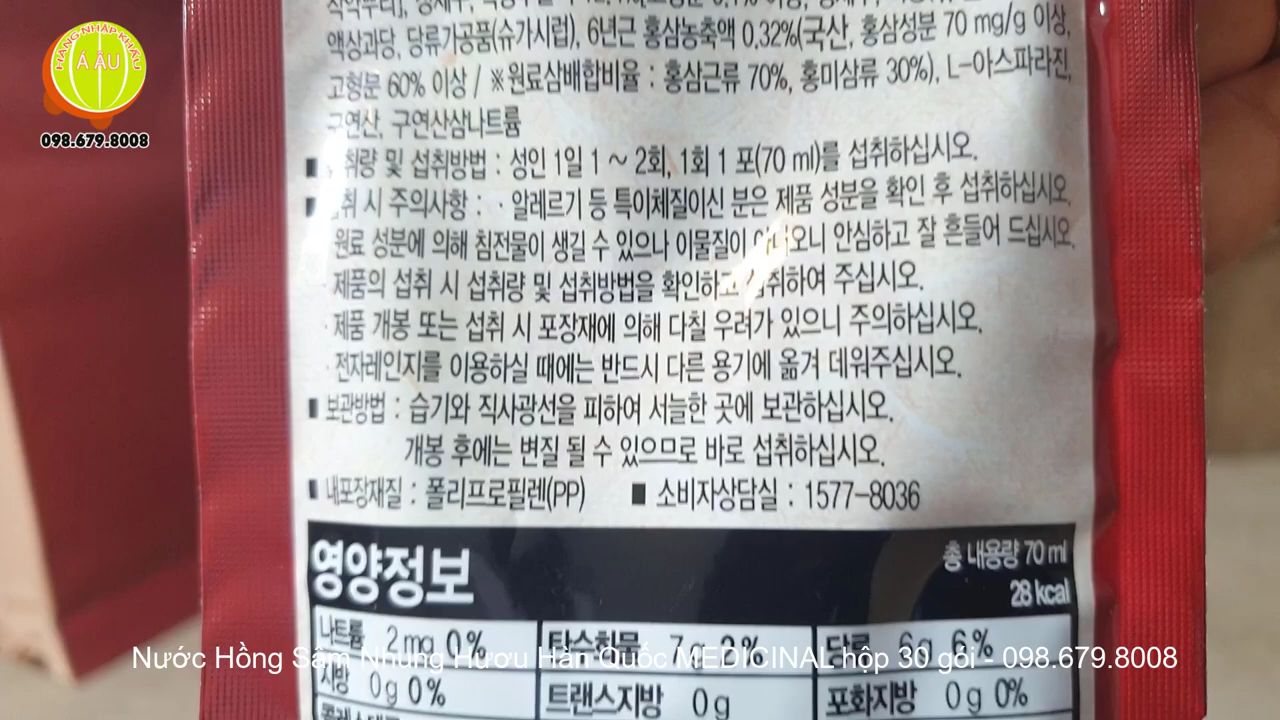 HÀNG NHẬP KHẨU
Á ÂU
098.679.8008
액상과당, 당류가공품(슈가시럽), 6년근 홍삼농축액 0.32%(국산, 홍삼성분 70 mg/g 이상,
고형분 60% 이상 / ※원료삼배합비율 : 홍삼근류 70%, 홍미삼류 30%), L-아스파라진,
구연산, 구연산삼나트륨
■ 취량 및 섭취방법 : 성인 1일 1 ~ 2회, 1회 1 포(70 ml)를 섭취하십시오.
■ 취 시 주의사항 : · 알레르기 등 특이체질이신 분은 제품 성분을 확인 후 섭취하십시오.
원료 성분에 의해 침전물이 생길 수 있으나 이물질이 아니오니 안심하고 잘 흔들어 드십시오.
· 제품의 섭취 시 섭취량 및 섭취방법을 확인하고 섭취하여 주십시오.
· 제품 개봉 또는 섭취 시 포장재에 의해 다칠 우려가 있으니 주의하십시오.
· 전자레인지를 이용하실 때에는 반드시 다른 용기에 옮겨 데워주십시오.
■ 보관방법 : 습기와 직사광선을 피하여 서늘한 곳에 보관하십시오.
개봉 후에는 변질 될 수 있으므로 바로 섭취하십시오.
■ 내포장재질 : 폴리프로필렌(PP) ■ 소비자상담실 : 1577-8036
영양정보 총 내용량 70 ml
28 kcal
나트륨 2 mg 0% 탄수화물 7 g 2% 당류 6 g 6%
Nước Hồng Sâm Nhung Hươu Hàn Quốc MEDICINAL hộp 30 gói - 098.679.8008
지방 0 g 0% 트랜스지방 0 g 포화지방 0 g 0%